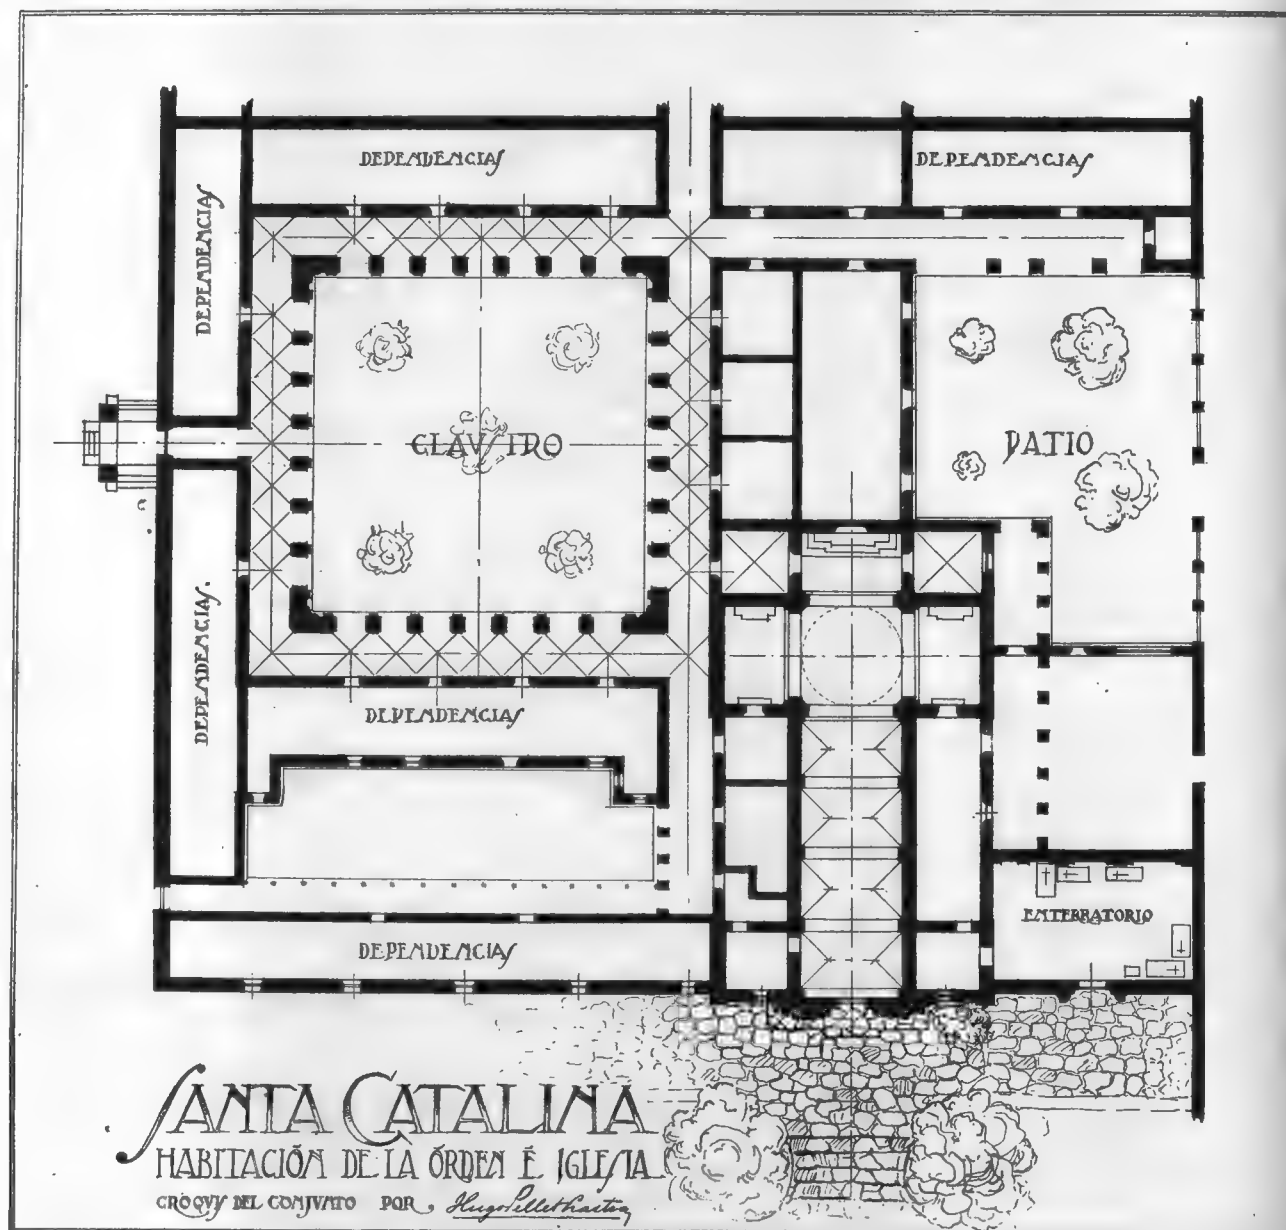 DEPENDENCIAS
DEPENDENCIAS
DEPENDENCIAS
CLAUSTRO
PATIO
DEPENDENCIAS
DEPENDENCIAS
ENTERRATORIO
DEPENDENCIAS
SANTA CATALINA
HABITACIÓN DE LA ÓRDEN É IGLESIA
CROQUIS DEL CONJUNTO POR Hugo